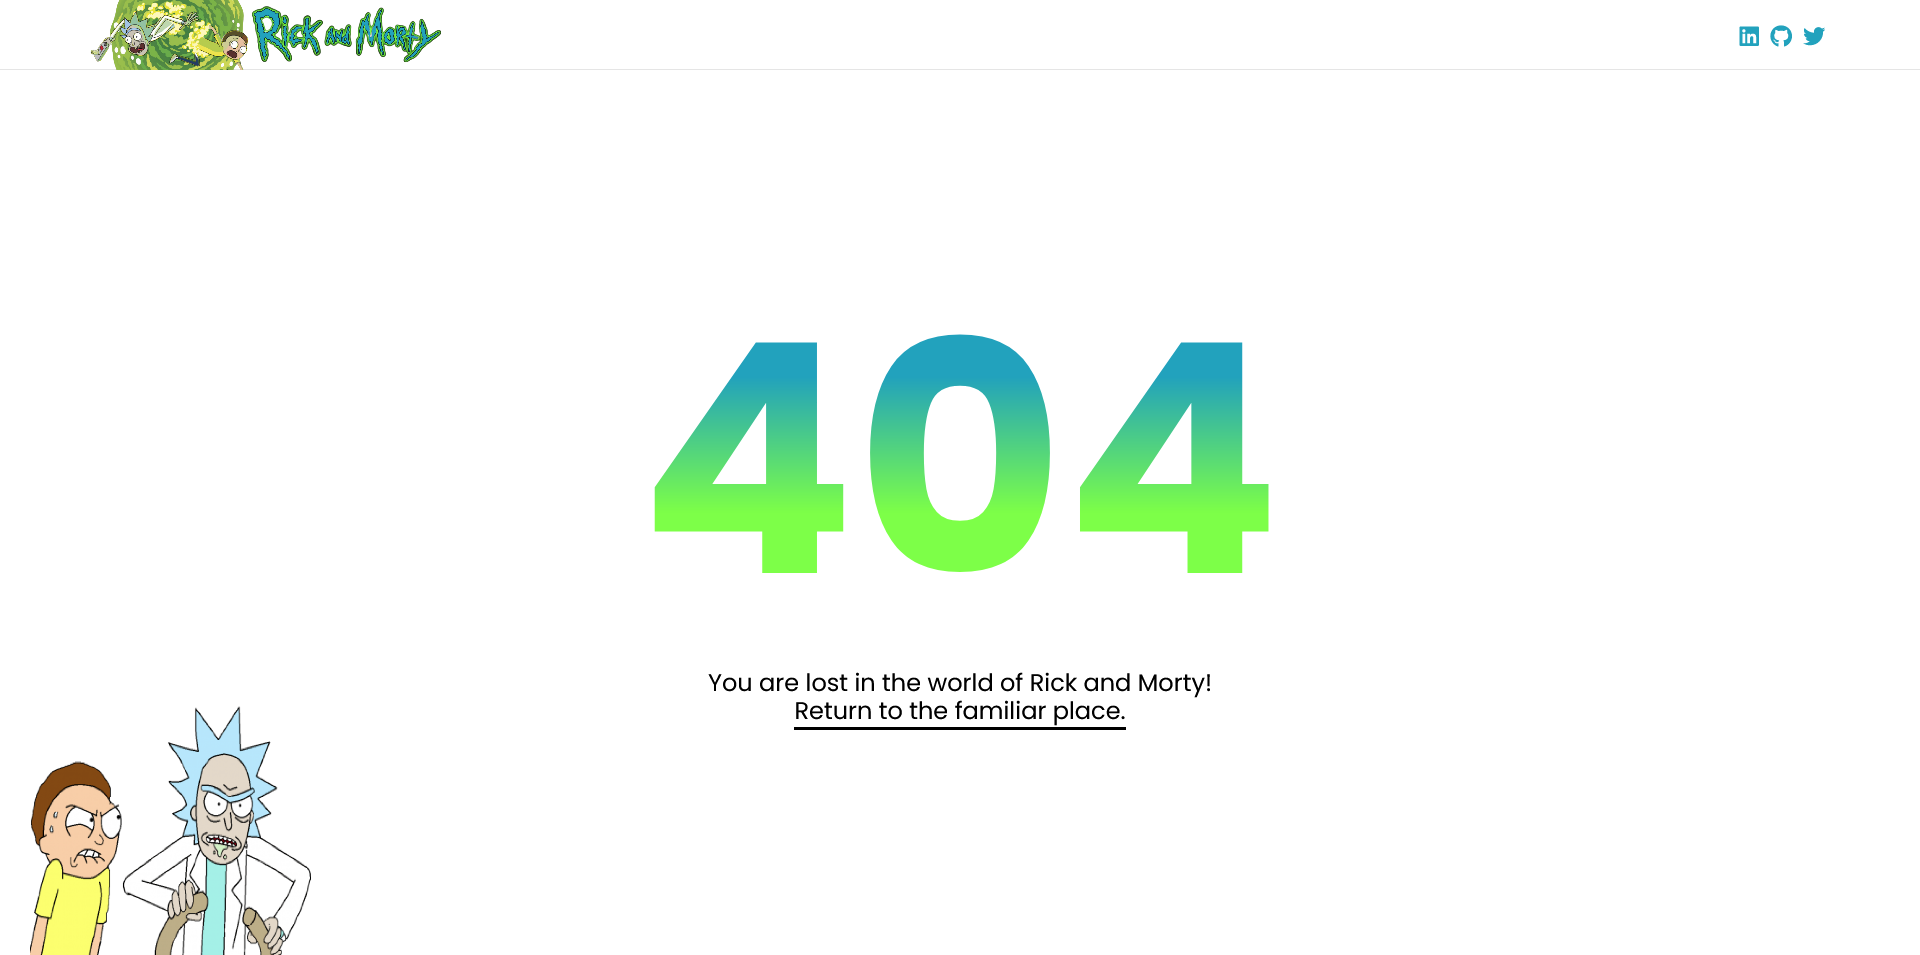 Rick and Morty
in
404
You are lost in the world of Rick and Morty!
Return to the familiar place.